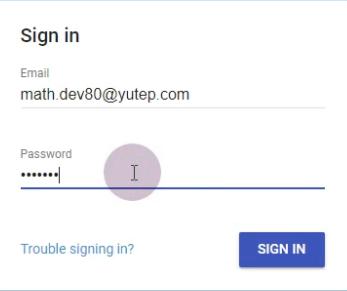 Sign in
Email
math.dev80@yutep.com
Password
•••••••
Trouble signing in?
SIGN IN